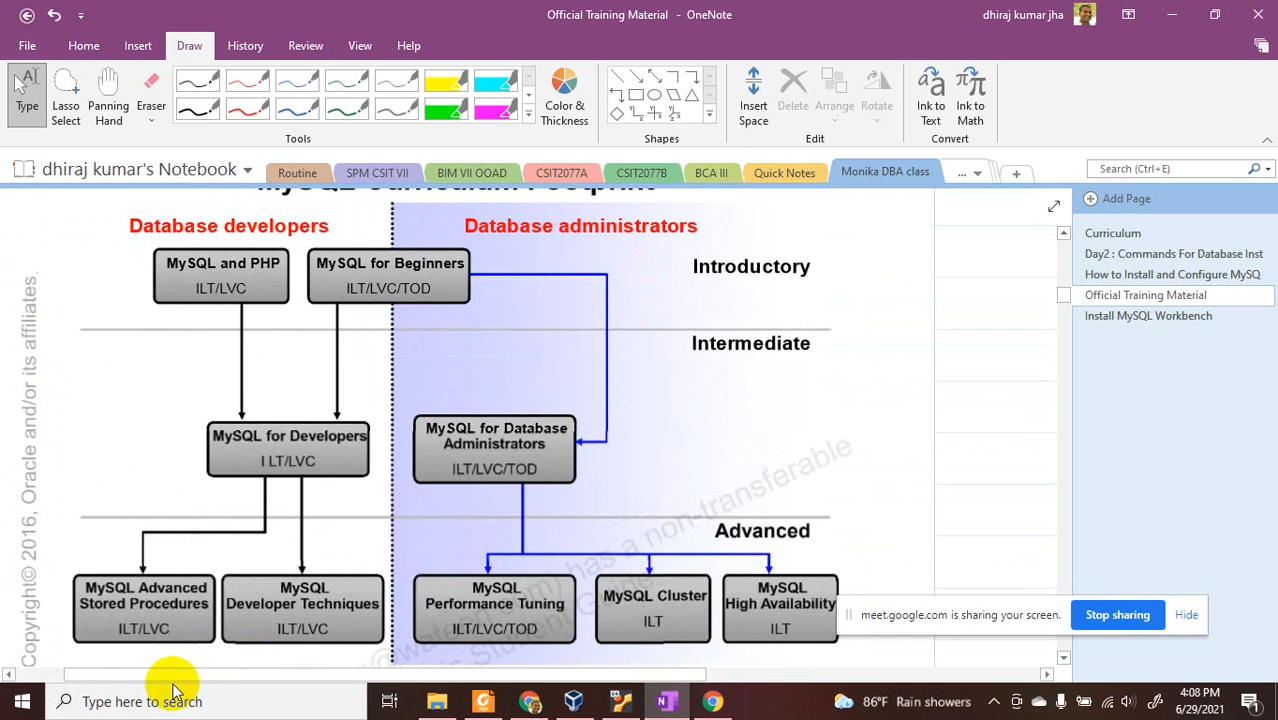 Official Training Material - OneNote
dhiraj kumar jha
File
Home
Insert
Draw
History
Review
View
Help
Type
Lasso
Select
Panning
Hand
Eraser
Color &
Thickness
Insert
Space
Delete
Arrange
Rotate
Ink to
Text
Ink to
Math
Tools
Shapes
Edit
Convert
dhiraj kumar's Notebook
Routine
SPM CSIT VII
BIM VII OOAD
CSIT2077A
CSIT2077B
BCA III
Quick Notes
Monika DBA class
...
Search (Ctrl+E)
Add Page
Curriculum
Day2 : Commands For Database Inst
How to Install and Configure MySQ
Official Training Material
Install MySQL Workbench
MySQL Curriculum Footprint
Database developers
Database administrators
MySQL and PHP
ILT/LVC
MySQL for Beginners
ILT/LVC/TOD
Introductory
Intermediate
MySQL for Developers
I LT/LVC
MySQL for Database
Administrators
ILT/LVC/TOD
Advanced
MySQL Advanced
Stored Procedures
ILT/LVC
MySQL
Developer Techniques
ILT/LVC
MySQL
Performance Tuning
ILT/LVC/TOD
MySQL Cluster
ILT
MySQL
High Availability
ILT
Copyright© 2016, Oracle and/or its affiliates.
has a non-transferable
meet.google.com is sharing your screen.
Stop sharing
Hide
Type here to search
86°F Rain showers
4:08 PM
6/29/2021
1